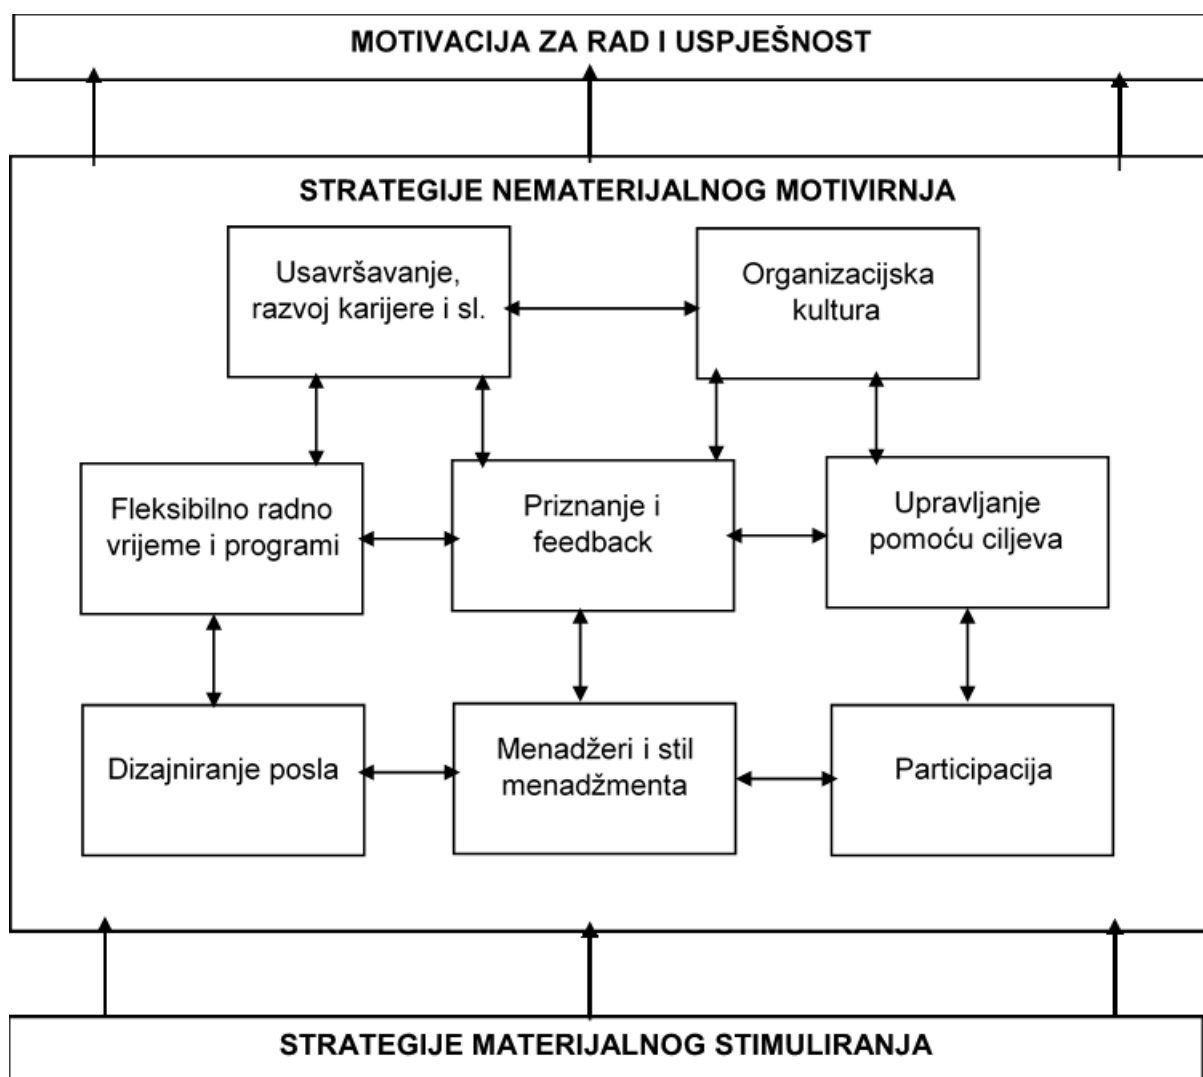 MOTIVACIJA ZA RAD I USPJEŠNOST
STRATEGIJE NEMATERIJALNOG MOTIVIRNJA
Usavršavanje,
razvoj karijere i sl.
Organizacijska
kultura
Fleksibilno radno
vrijeme i programi
Priznanje i
feedback
Upravljanje
pomoću ciljeva
Dizajniranje posla
Menadžeri i stil
menadžmenta
Participacija
STRATEGIJE MATERIJALNOG STIMULIRANJA